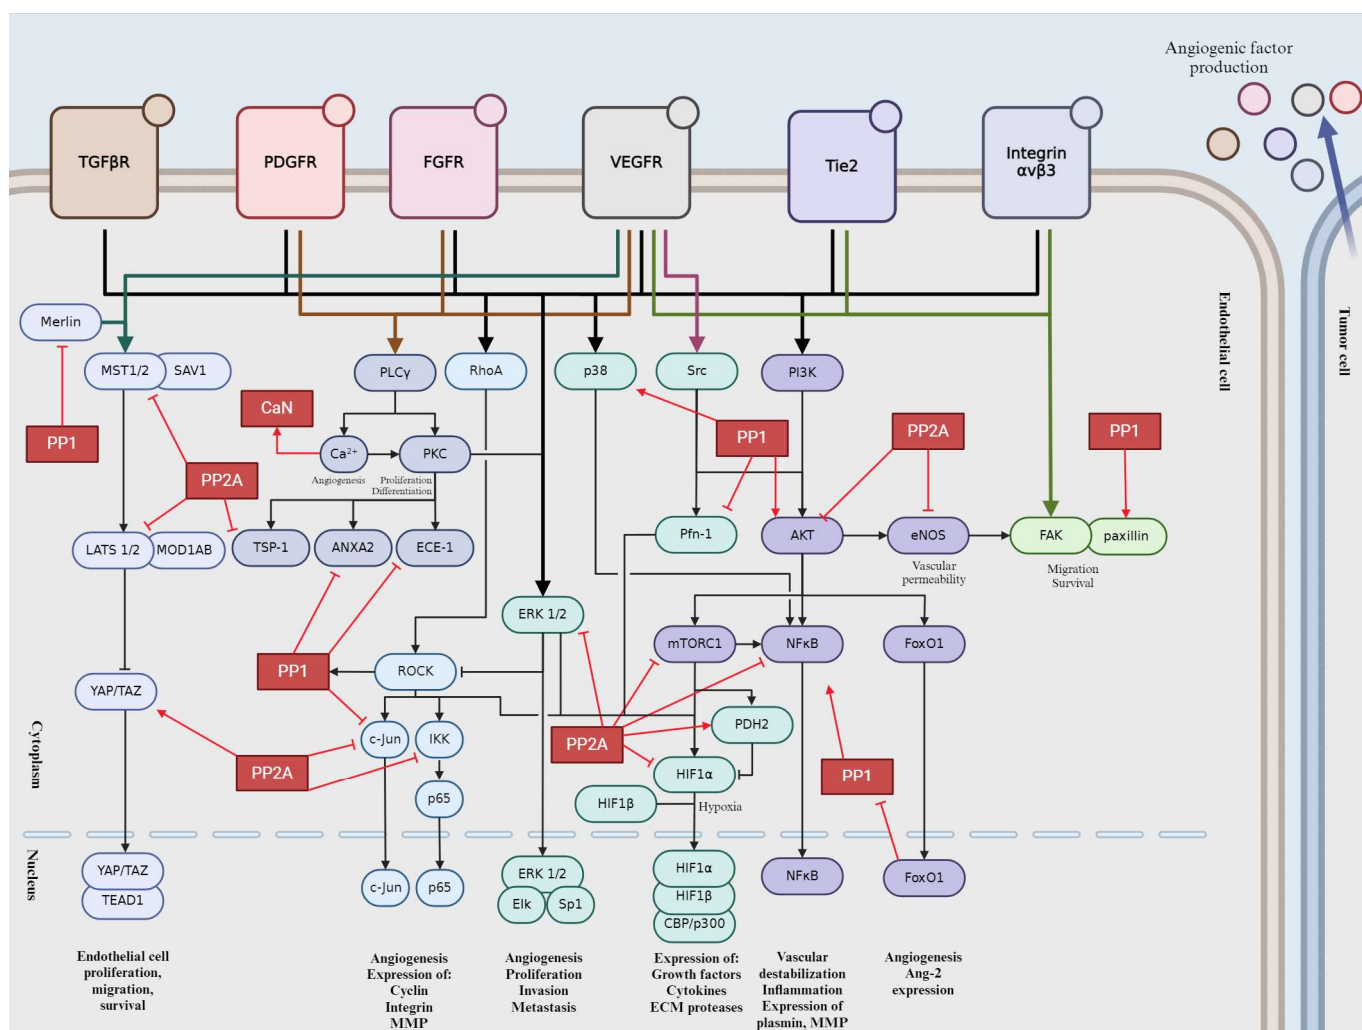 Angiogenic factor
production
TGFβR
PDGFR
FGFR
VEGFR
Tie2
Integrin
αvβ3
Endothelial cell
Tumor cell
Merlin
MST1/2
SAV1
PLCγ
RhoA
p38
Src
PI3K
CaN
PP1
PP1
PP2A
PP1
Ca²⁺
PKC
Angiogenesis
Proliferation
Differentiation
PP2A
LATS 1/2
MOD1AB
TSP-1
ANXA2
ECE-1
Pfn-1
AKT
eNOS
FAK
paxillin
Vascular
permeability
Migration
Survival
ERK 1/2
mTORC1
NFκB
FoxO1
PP1
ROCK
YAP/TAZ
PDH2
c-Jun
IKK
PP2A
PP2A
HIF1α
PP1
p65
HIF1β
Hypoxia
Cytoplasm
Nucleus
YAP/TAZ
TEAD1
c-Jun
p65
ERK 1/2
Elk
Sp1
HIF1α
HIF1β
CBP/p300
NFκB
FoxO1
Endothelial cell
proliferation,
migration,
survival
Angiogenesis
Expression of:
Cyclin
Integrin
MMP
Angiogenesis
Proliferation
Invasion
Metastasis
Expression of:
Growth factors
Cytokines
ECM proteases
Vascular
destabilization
Inflammation
Expression of
plasmin, MMP
Angiogenesis
Ang-2
expression